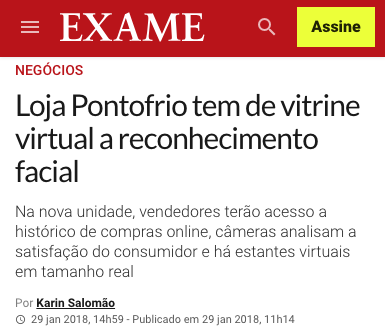 EXAME
Assine
NEGÓCIOS
Loja Pontofrio tem de vitrine
virtual a reconhecimento
facial
Na nova unidade, vendedores terão acesso a
histórico de compras online, câmeras analisam a
satisfação do consumidor e há estantes virtuais
em tamanho real
Por Karin Salomão
29 jan 2018, 14h59 - Publicado em 29 jan 2018, 11h14